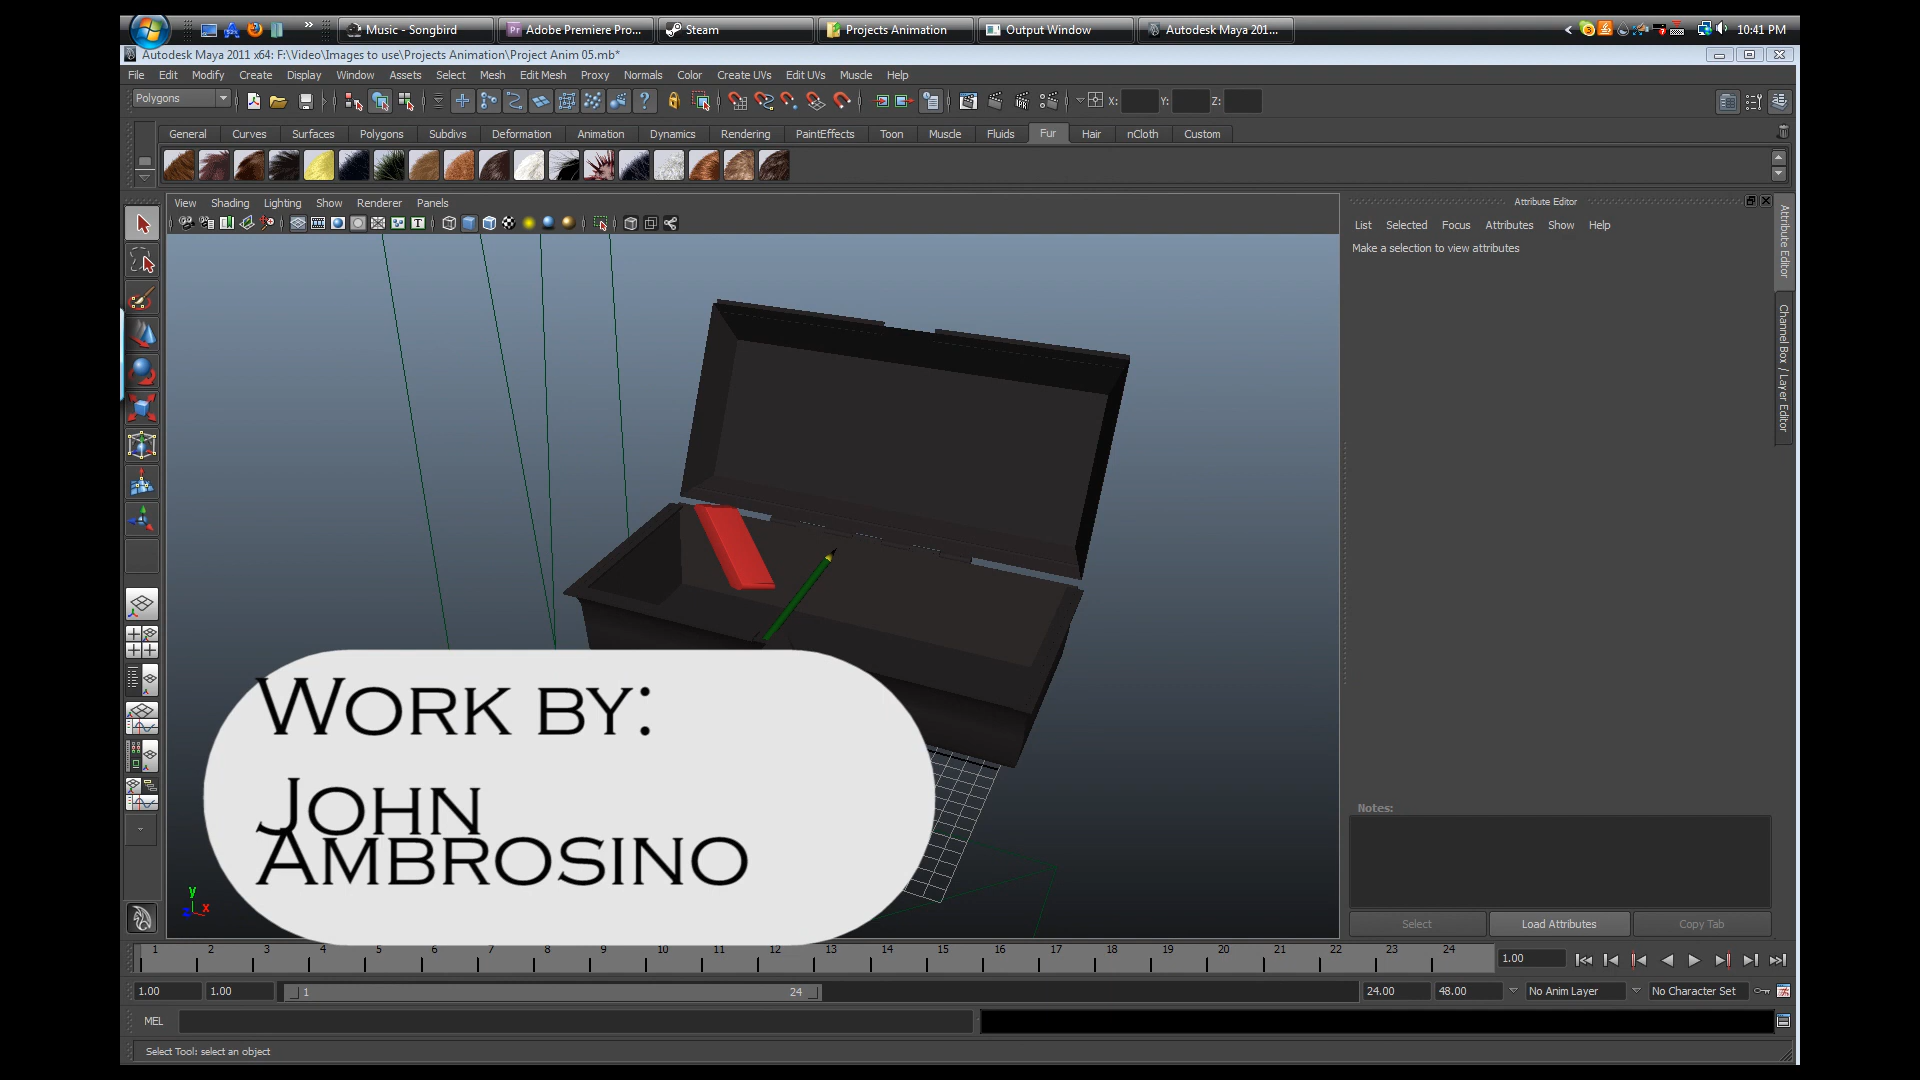 Music - Songbird
Adobe Premiere Pro...
Steam
Projects Animation
Output Window
Autodesk Maya 201...
10:41 PM
Autodesk Maya 2011 x64: F:\Video\Images to use\Projects Animation\Project Anim 05.mb*
File Edit Modify Create Display Window Assets Select Mesh Edit Mesh Proxy Normals Color Create UVs Edit UVs Muscle Help
Polygons
X: Y: Z:
General Curves Surfaces Polygons Subdivs Deformation Animation Dynamics Rendering PaintEffects Toon Muscle Fluids Fur Hair nCloth Custom
View Shading Lighting Show Renderer Panels
Attribute Editor
List Selected Focus Attributes Show Help
Make a selection to view attributes
Attribute Editor
Channel Box / Layer Editor
Work by:
John
Ambrosino
y
z x
Notes:
Select Load Attributes Copy Tab
1 2 3 4 5 6 7 8 9 10 11 12 13 14 15 16 17 18 19 20 21 22 23 24
1.00
1.00 1.00 1 24 24.00 48.00 No Anim Layer No Character Set
MEL
Select Tool: select an object